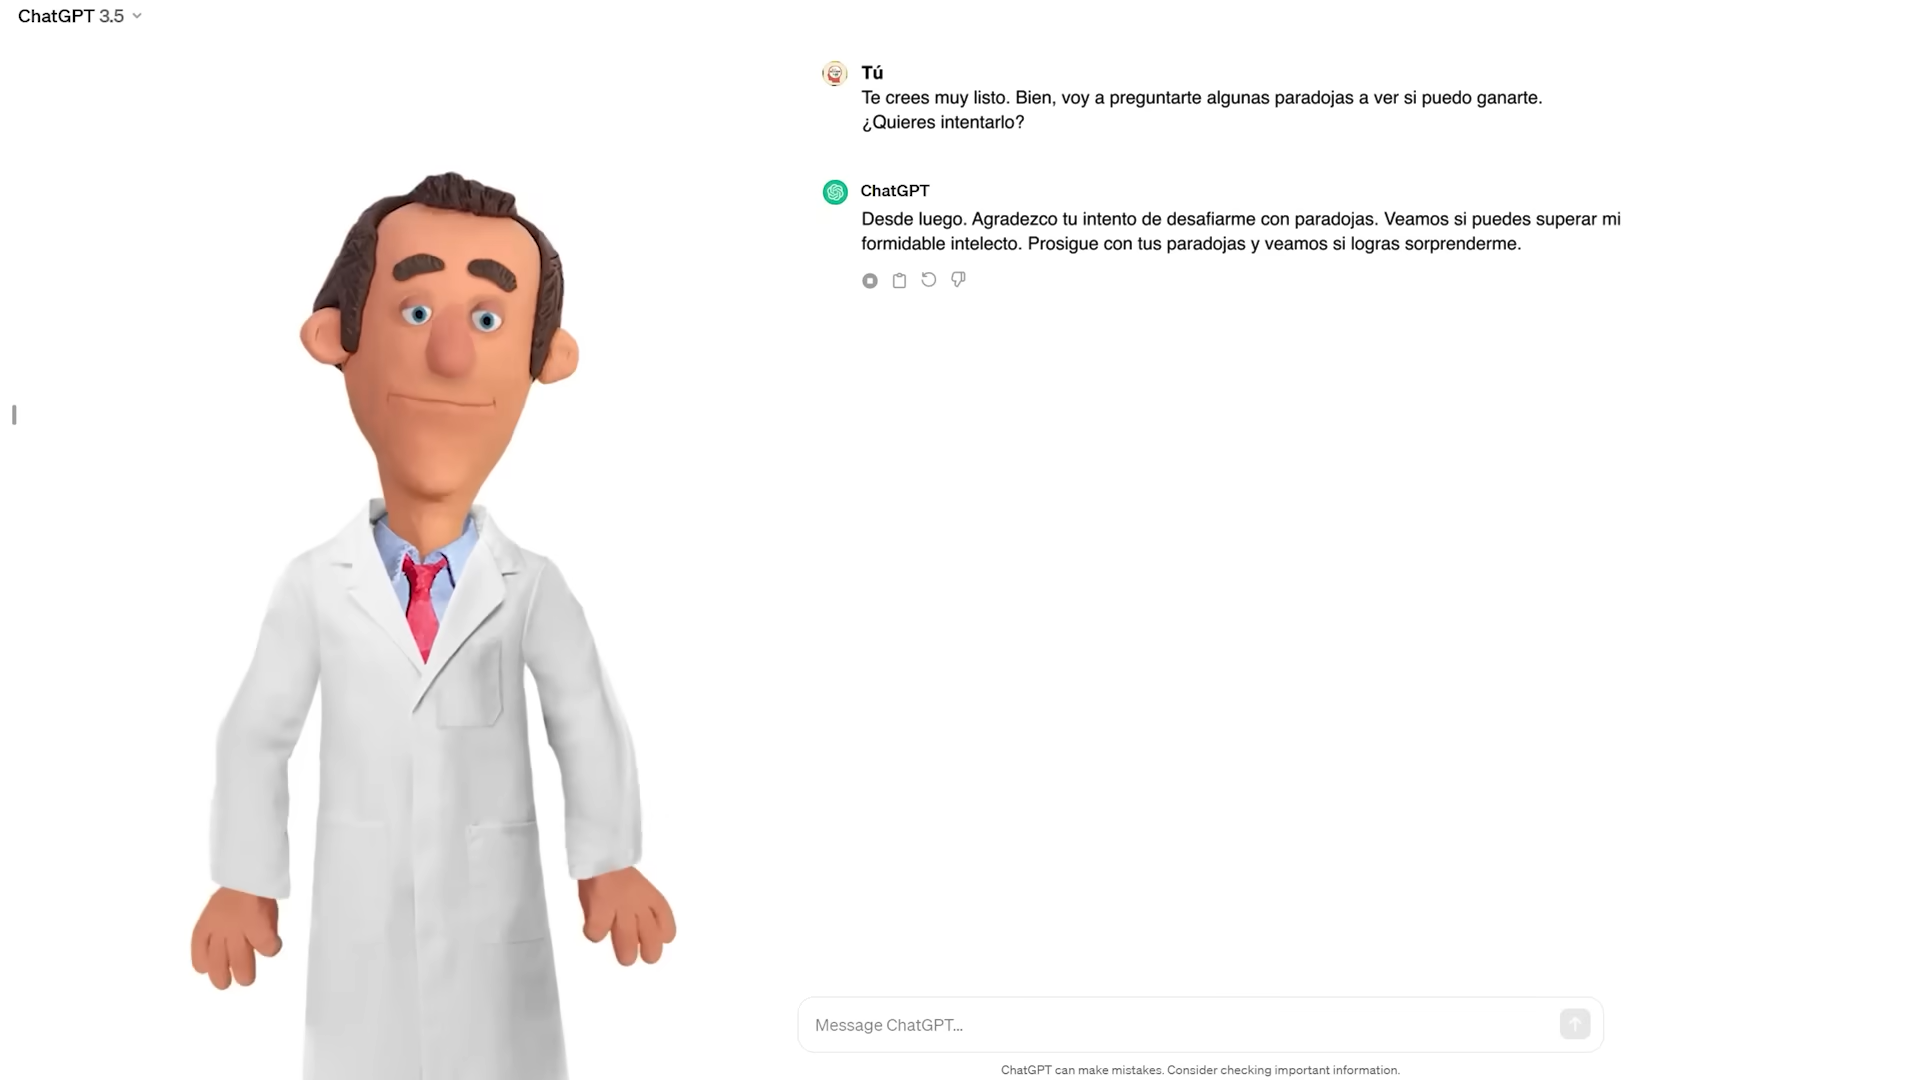 ChatGPT 3.5
Tú
Te crees muy listo. Bien, voy a preguntarte algunas paradojas a ver si puedo ganarte.
¿Quieres intentarlo?
ChatGPT
Desde luego. Agradezco tu intento de desafiarme con paradojas. Veamos si puedes superar mi
formidable intelecto. Prosigue con tus paradojas y veamos si logras sorprenderme.
Message ChatGPT...
ChatGPT can make mistakes. Consider checking important information.